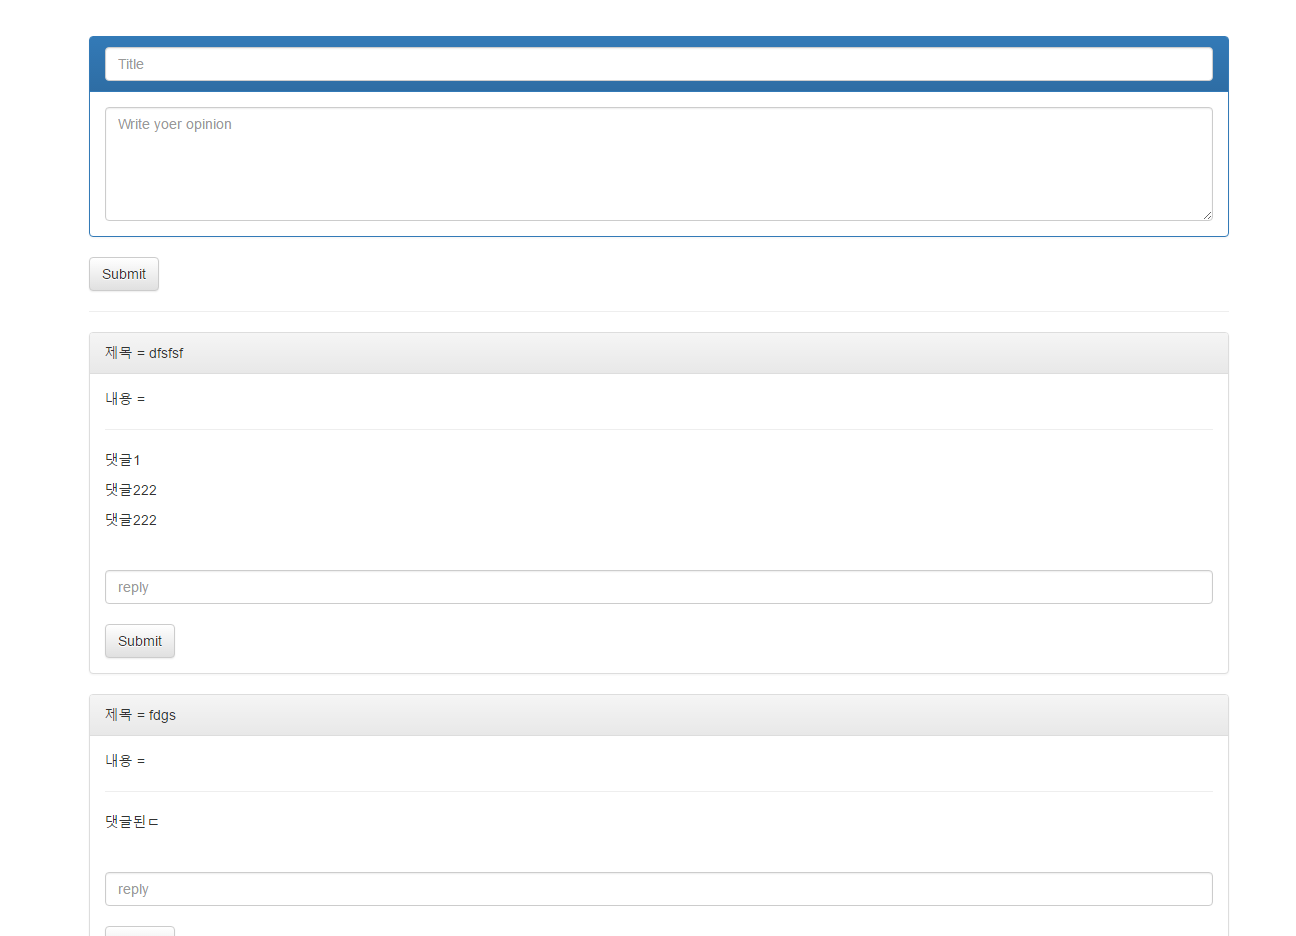 Title
Write yoer opinion
Submit
제목 = dfsfsf
내용 =
댓글1
댓글222
댓글222
reply
Submit
제목 = fdgs
내용 =
댓글된ㄷ
reply